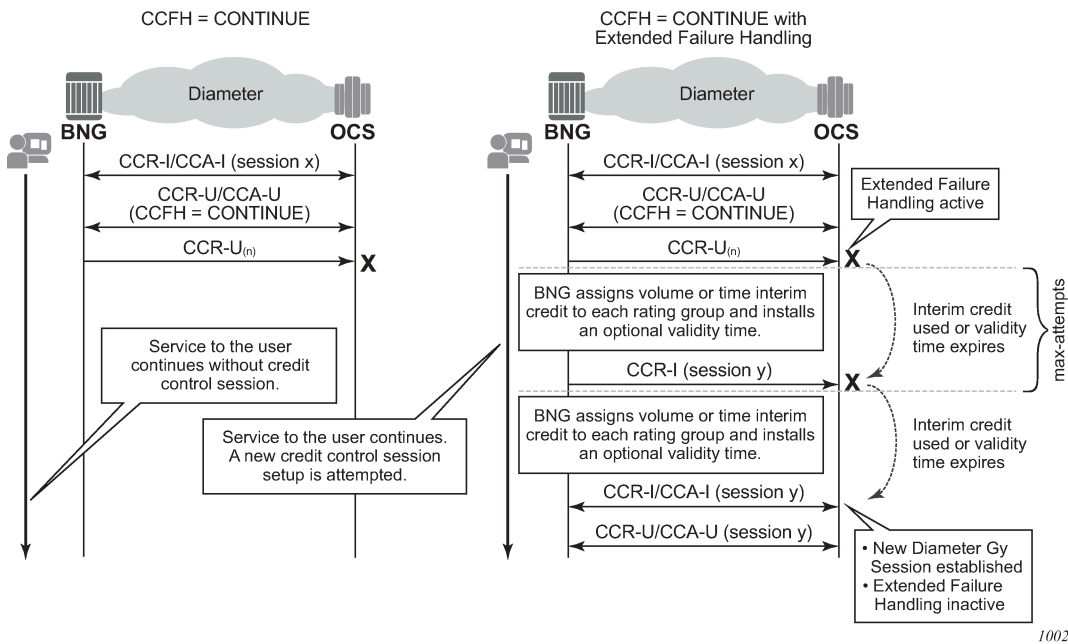 CCFH = CONTINUE
Diameter
BNG
OCS
CCR-I/CCA-I (session x)
CCR-U/CCA-U
(CCFH = CONTINUE)
CCR-U(n)
X
Service to the user
continues without credit
control session.
CCFH = CONTINUE with
Extended Failure Handling
Diameter
BNG
OCS
CCR-I/CCA-I (session x)
CCR-U/CCA-U
(CCFH = CONTINUE)
Extended Failure
Handling active
CCR-U(n)
X
BNG assigns volume or time interim
credit to each rating group and installs
an optional validity time.
Interim credit
used or validity
time expires
max-attempts
CCR-I (session y)
X
Service to the user continues.
A new credit control session
setup is attempted.
BNG assigns volume or time interim
credit to each rating group and installs
an optional validity time.
Interim credit
used or validity
time expires
CCR-I/CCA-I (session y)
CCR-U/CCA-U (session y)
• New Diameter Gy
Session established
• Extended Failure
Handling inactive
1002